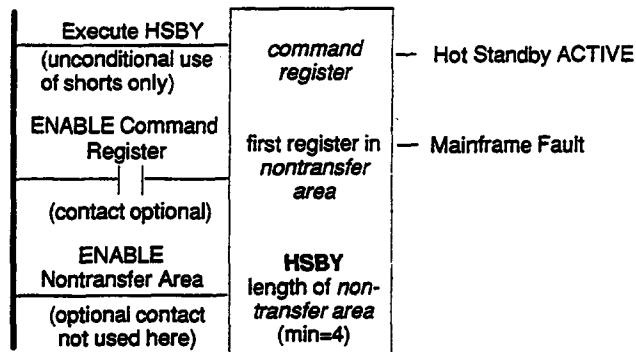 Execute HSBY
(unconditional use
of shorts only)
command
register
Hot Standby ACTIVE
ENABLE Command
Register
(contact optional)
first register in
nontransfer
area
Mainframe Fault
ENABLE
Nontransfer Area
(optional contact
not used here)
HSBY
length of non-
transfer area
(min=4)